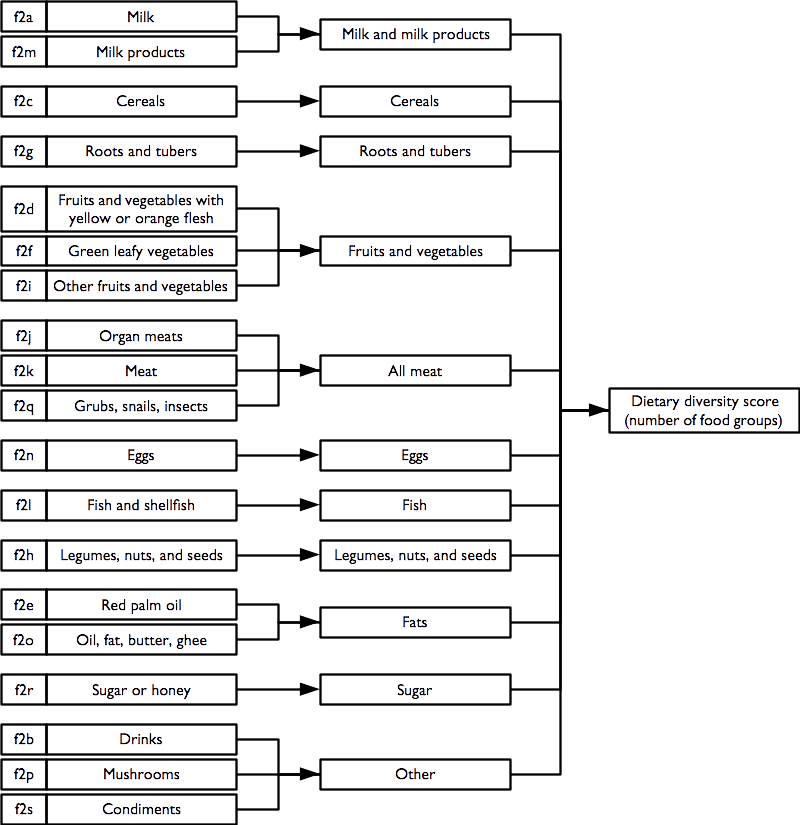 f2a Milk
Milk and milk products
f2m Milk products
f2c Cereals Cereals
f2g Roots and tubers Roots and tubers
f2d Fruits and vegetables with
yellow or orange flesh
f2f Green leafy vegetables Fruits and vegetables
f2i Other fruits and vegetables
f2j Organ meats
f2k Meat All meat
f2q Grubs, snails, insects
Dietary diversity score
(number of food groups)
f2n Eggs Eggs
f2l Fish and shellfish Fish
f2h Legumes, nuts, and seeds Legumes, nuts, and seeds
f2e Red palm oil
Fats
f2o Oil, fat, butter, ghee
f2r Sugar or honey Sugar
f2b Drinks
f2p Mushrooms Other
f2s Condiments